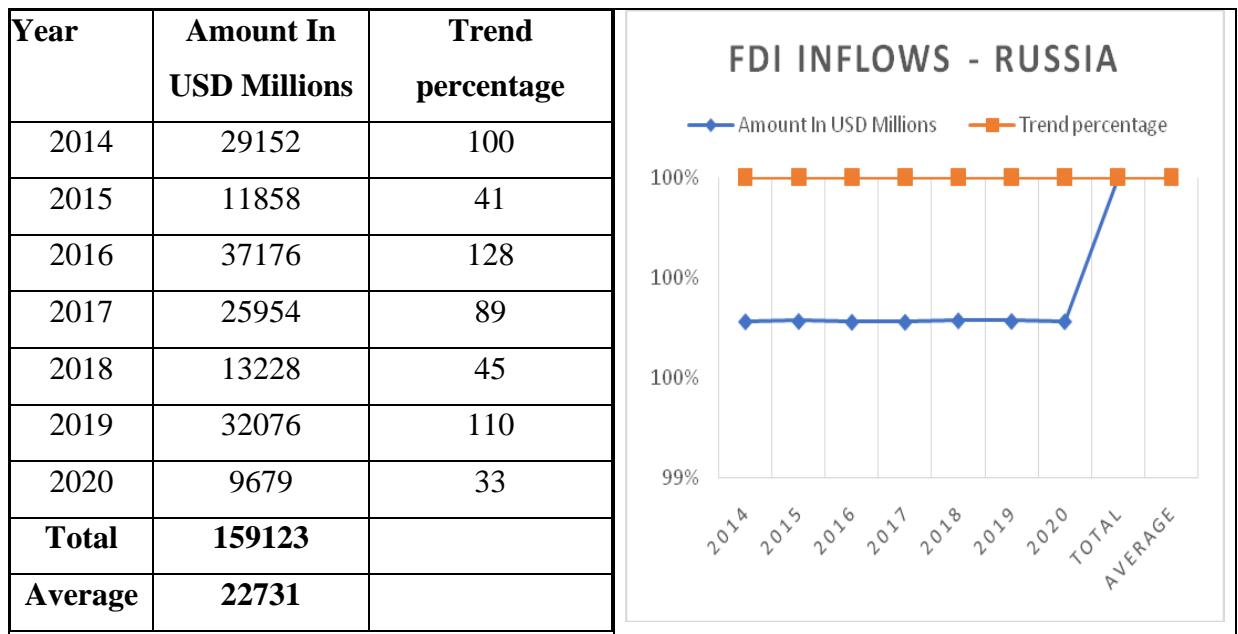 Year Amount In USD Millions Trend percentage
2014 29152 100
2015 11858 41
2016 37176 128
2017 25954 89
2018 13228 45
2019 32076 110
2020 9679 33
Total 159123
Average 22731
FDI INFLOWS - RUSSIA
Amount In USD Millions Trend percentage
100%
100%
100%
99%
2014 2015 2016 2017 2018 2019 2020 TOTAL AVERAGE